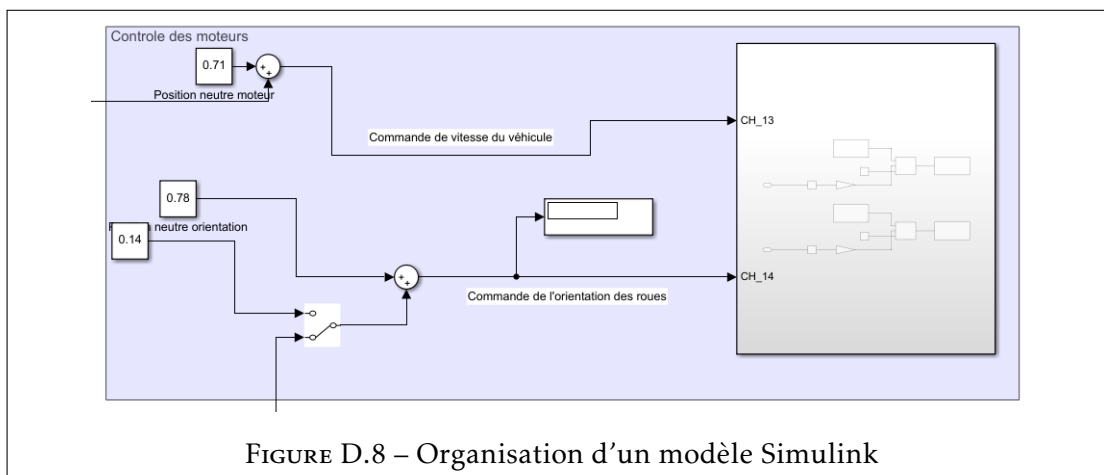 Controle des moteurs
0.71
Position neutre moteur
Commande de vitesse du véhicule
CH_13
0.78
neutre orientation
0.14
CH_14
Commande de l'orientation des roues
FIGURE D.8 – Organisation d'un modèle Simulink